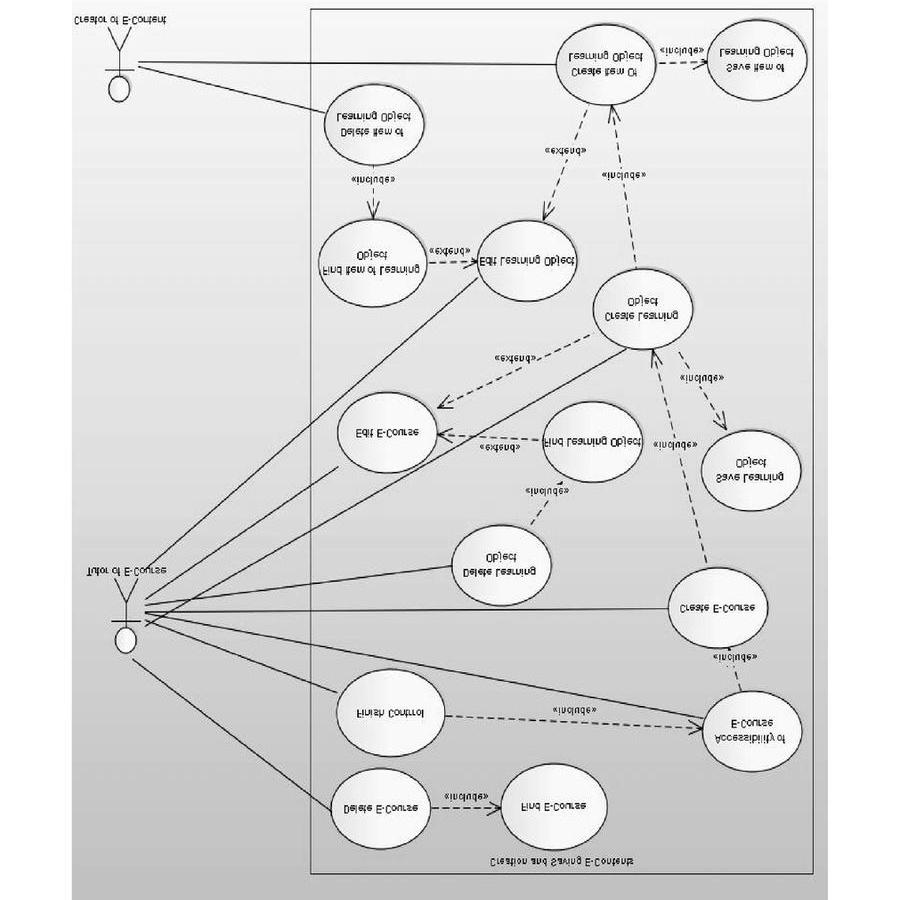 Creation and Saving E-Contents
Delete E-Course
«include»
Find E-Course
Accessibility of
E-Course
Finish Control
«include»
«include»
Create E-Course
Tutor of E-Course
Delete Learning
Object
«include»
Save Learning
Object
«extend»
«include»
Find Learning Object
Edit E-Course
«include»
«extend»
Create Learning
Object
Find Item of Learning
Object
Edit Learning Object
«extend»
«include»
«include»
«extend»
Delete Item of
Learning Object
Create Item Of
Learning Object
«include»
Save Item of
Learning Object
Creator of E-Content